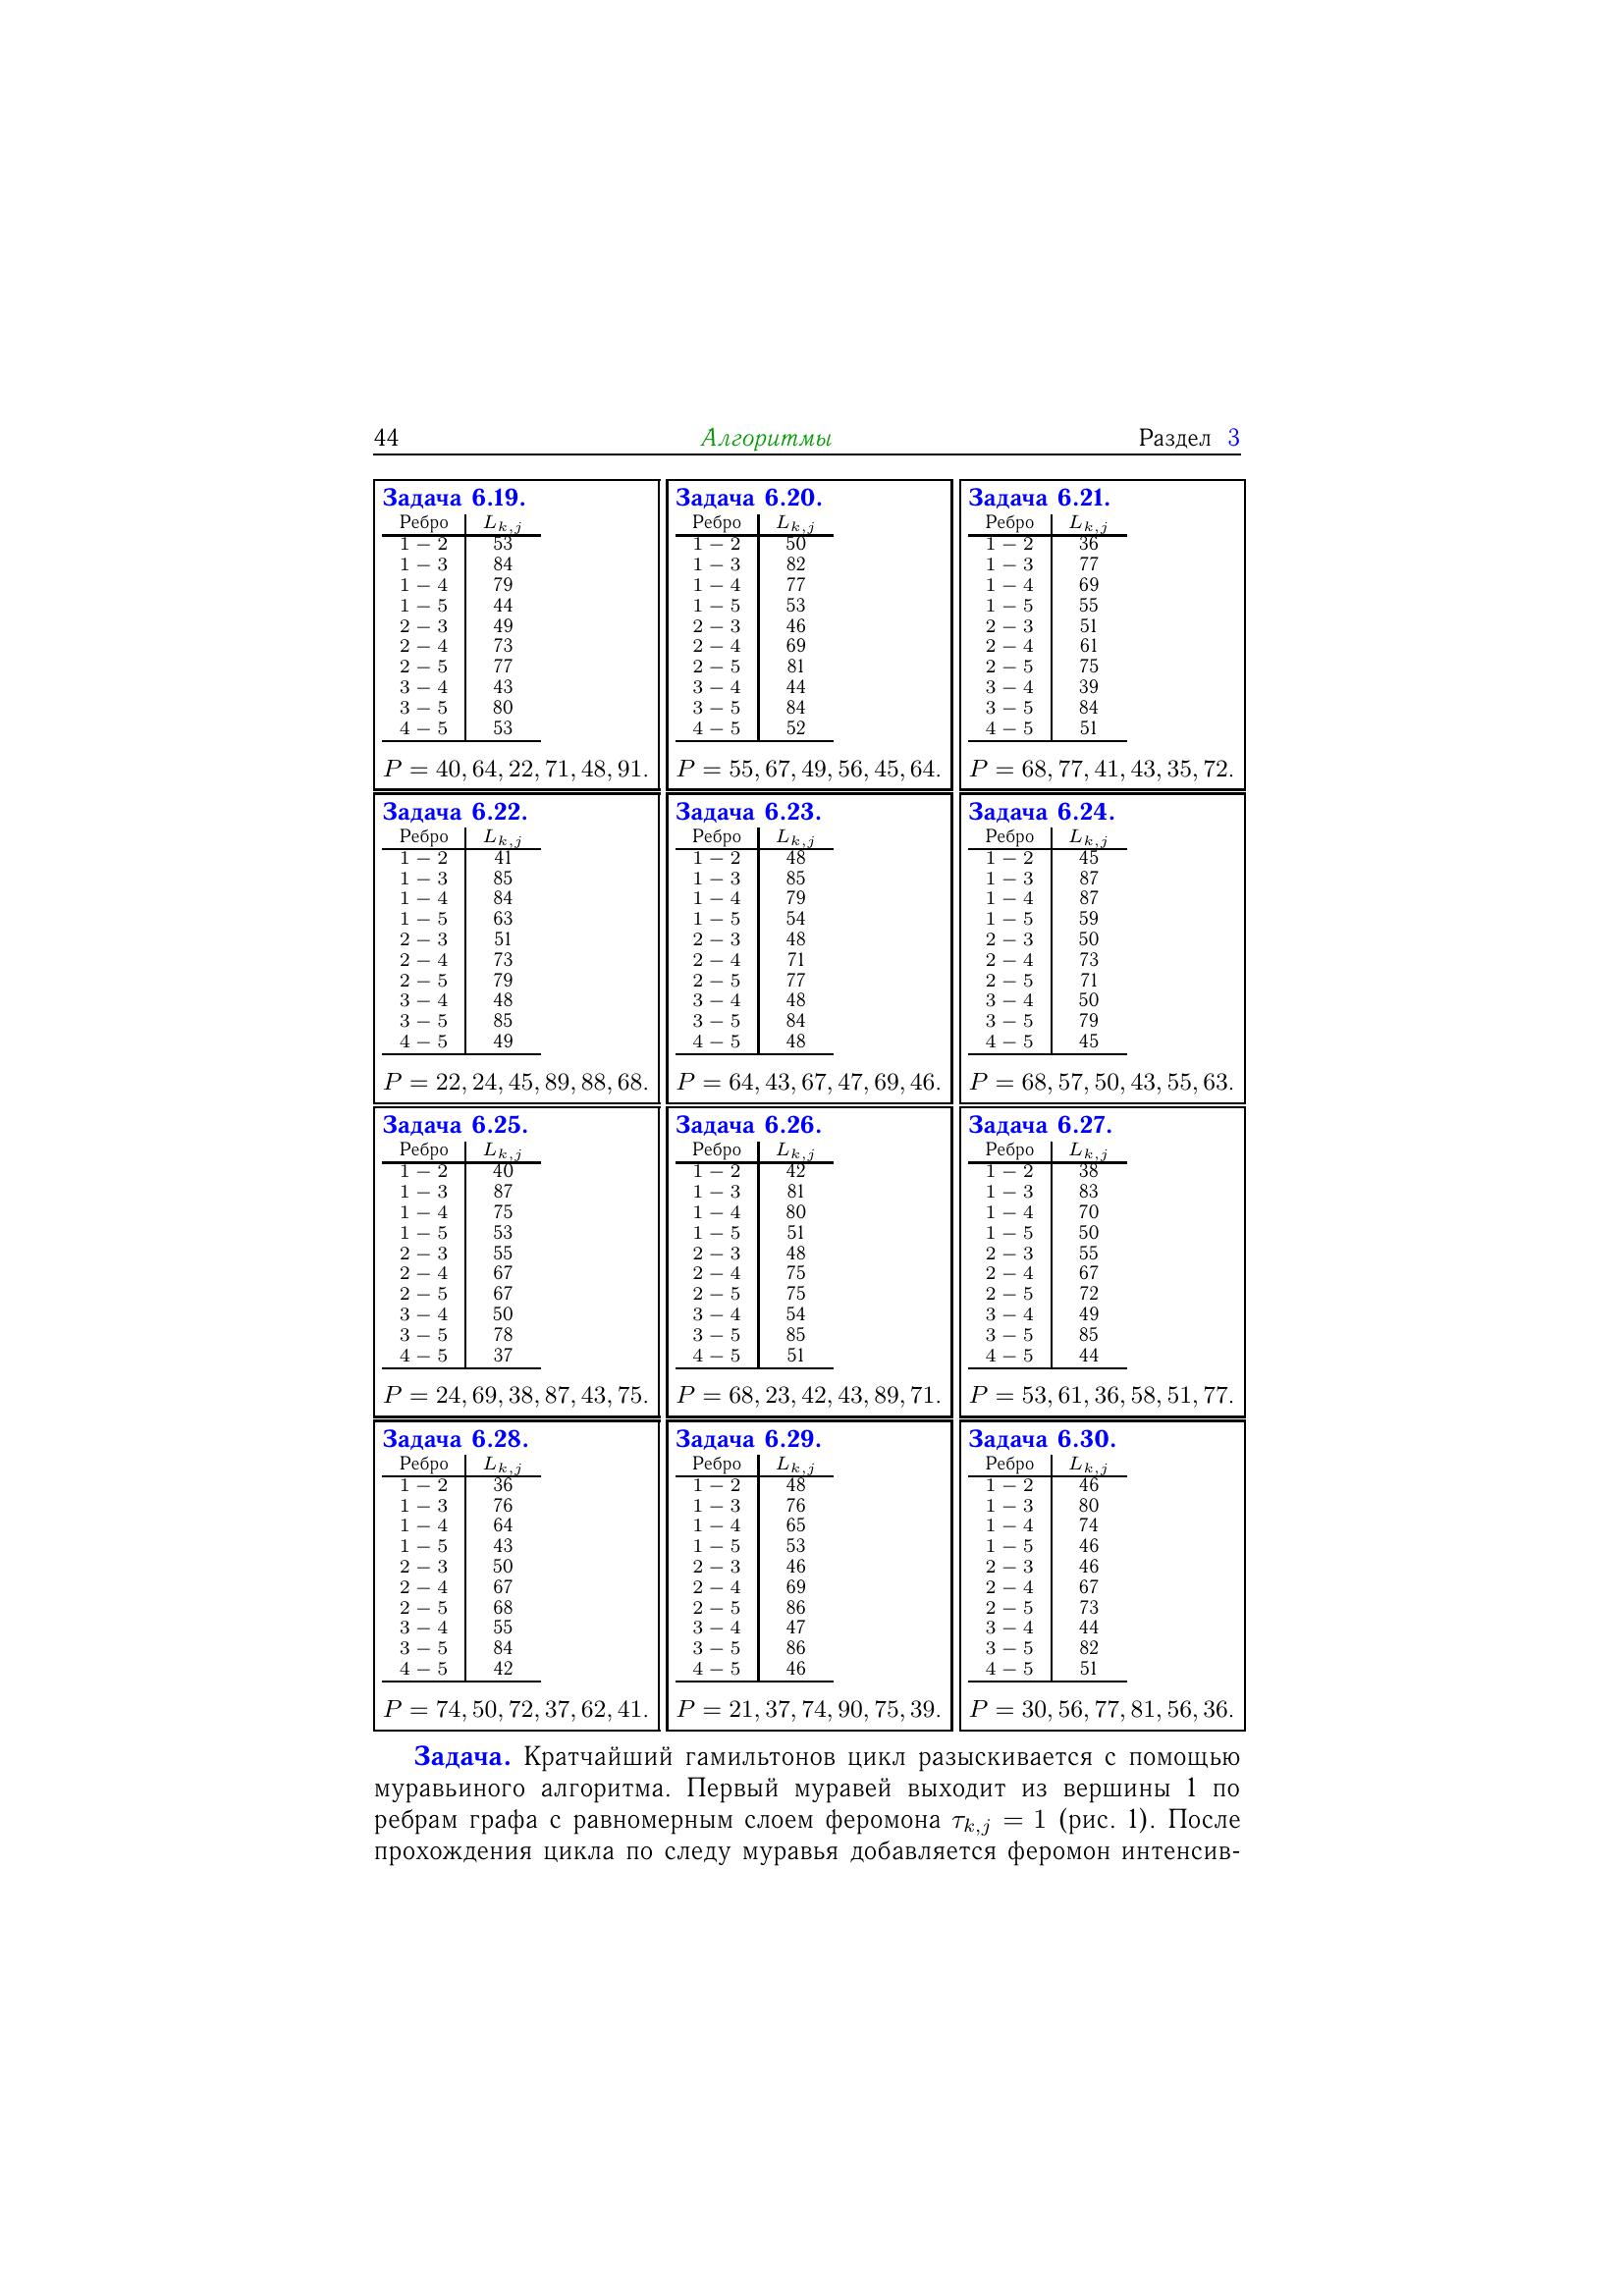 44 Алгоритмы Раздел 3
Задача 6.19.
Ребро L_{k,j}
1 − 2 53
1 − 3 84
1 − 4 79
1 − 5 44
2 − 3 49
2 − 4 73
2 − 5 77
3 − 4 43
3 − 5 80
4 − 5 53
P = 40, 64, 22, 71, 48, 91.
Задача 6.20.
Ребро L_{k,j}
1 − 2 50
1 − 3 82
1 − 4 77
1 − 5 53
2 − 3 46
2 − 4 69
2 − 5 81
3 − 4 44
3 − 5 84
4 − 5 52
P = 55, 67, 49, 56, 45, 64.
Задача 6.21.
Ребро L_{k,j}
1 − 2 36
1 − 3 77
1 − 4 69
1 − 5 55
2 − 3 51
2 − 4 61
2 − 5 75
3 − 4 39
3 − 5 84
4 − 5 51
P = 68, 77, 41, 43, 35, 72.
Задача 6.22.
Ребро L_{k,j}
1 − 2 41
1 − 3 85
1 − 4 84
1 − 5 63
2 − 3 51
2 − 4 73
2 − 5 79
3 − 4 48
3 − 5 85
4 − 5 49
P = 22, 24, 45, 89, 88, 68.
Задача 6.23.
Ребро L_{k,j}
1 − 2 48
1 − 3 85
1 − 4 79
1 − 5 54
2 − 3 48
2 − 4 71
2 − 5 77
3 − 4 48
3 − 5 84
4 − 5 48
P = 64, 43, 67, 47, 69, 46.
Задача 6.24.
Ребро L_{k,j}
1 − 2 45
1 − 3 87
1 − 4 87
1 − 5 59
2 − 3 50
2 − 4 73
2 − 5 71
3 − 4 50
3 − 5 79
4 − 5 45
P = 68, 57, 50, 43, 55, 63.
Задача 6.25.
Ребро L_{k,j}
1 − 2 40
1 − 3 87
1 − 4 75
1 − 5 53
2 − 3 55
2 − 4 67
2 − 5 67
3 − 4 50
3 − 5 78
4 − 5 37
P = 24, 69, 38, 87, 43, 75.
Задача 6.26.
Ребро L_{k,j}
1 − 2 42
1 − 3 81
1 − 4 80
1 − 5 51
2 − 3 48
2 − 4 75
2 − 5 75
3 − 4 54
3 − 5 85
4 − 5 51
P = 68, 23, 42, 43, 89, 71.
Задача 6.27.
Ребро L_{k,j}
1 − 2 38
1 − 3 83
1 − 4 70
1 − 5 50
2 − 3 55
2 − 4 67
2 − 5 72
3 − 4 49
3 − 5 85
4 − 5 44
P = 53, 61, 36, 58, 51, 77.
Задача 6.28.
Ребро L_{k,j}
1 − 2 36
1 − 3 76
1 − 4 64
1 − 5 43
2 − 3 50
2 − 4 67
2 − 5 68
3 − 4 55
3 − 5 84
4 − 5 42
P = 74, 50, 72, 37, 62, 41.
Задача 6.29.
Ребро L_{k,j}
1 − 2 48
1 − 3 76
1 − 4 65
1 − 5 53
2 − 3 46
2 − 4 69
2 − 5 86
3 − 4 47
3 − 5 86
4 − 5 46
P = 21, 37, 74, 90, 75, 39.
Задача 6.30.
Ребро L_{k,j}
1 − 2 46
1 − 3 80
1 − 4 74
1 − 5 46
2 − 3 46
2 − 4 67
2 − 5 73
3 − 4 44
3 − 5 82
4 − 5 51
P = 30, 56, 77, 81, 56, 36.
Задача. Кратчайший гамильтонов цикл разыскивается с помощью
муравьиного алгоритма. Первый муравей выходит из вершины 1 по
ребрам графа с равномерным слоем феромона τ_{k,j} = 1 (рис. 1). После
прохождения цикла по следу муравья добавляется феромон интенсив-